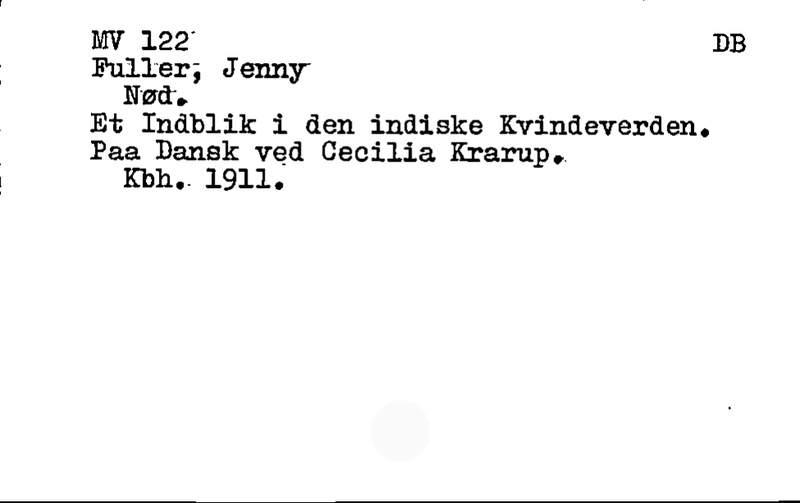 MV 122 DB
Fuller, Jenny
Nød.
Et Indblik i den indiske Kvindeverden.
Paa Dansk ved Cecilia Krarup.
Kbh. 1911.